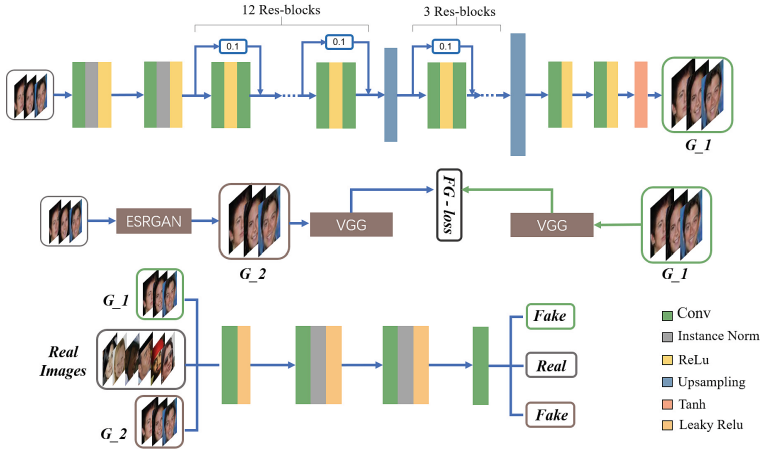 12 Res-blocks
3 Res-blocks
0.1
0.1
0.1
G_1
ESRGAN
VGG
FG - loss
VGG
G_2
G_1
G_1
Real
Images
G_2
Fake
Real
Fake
Conv
Instance Norm
ReLu
Upsampling
Tanh
Leaky Relu